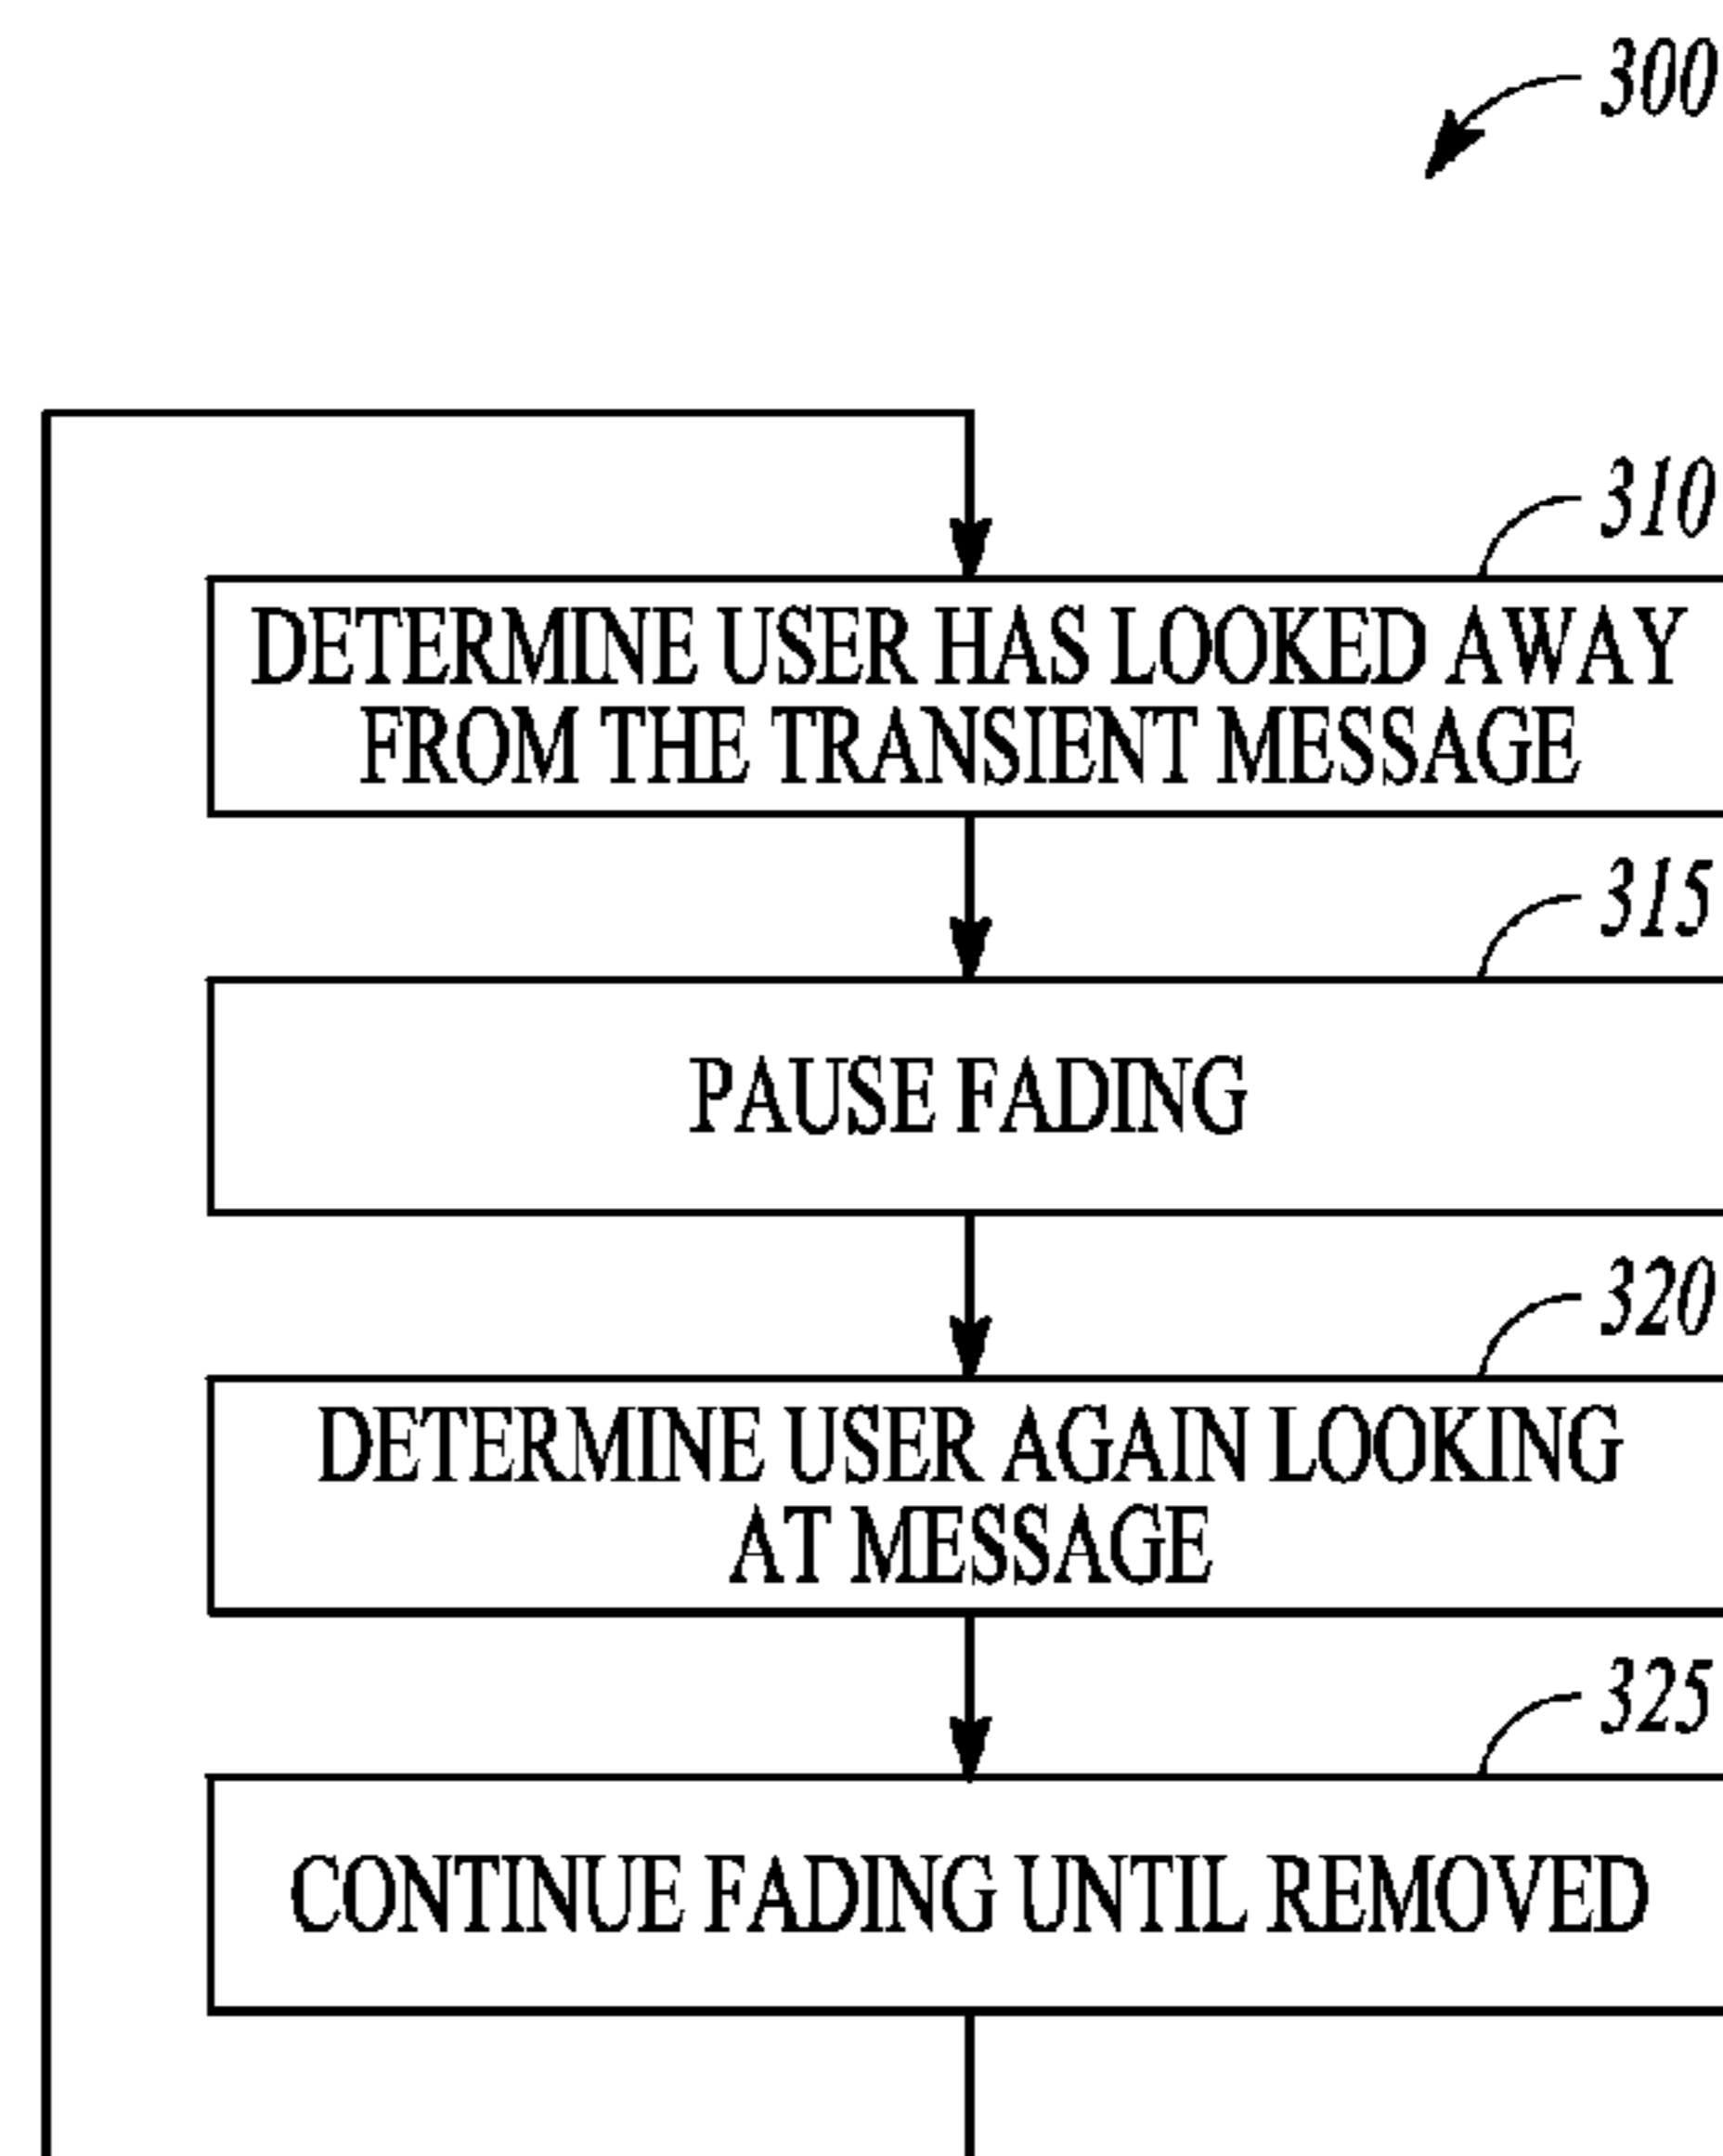 300
310
DETERMINE USER HAS LOOKED AWAY
FROM THE TRANSIENT MESSAGE
315
PAUSE FADING
320
DETERMINE USER AGAIN LOOKING
AT MESSAGE
325
CONTINUE FADING UNTIL REMOVED